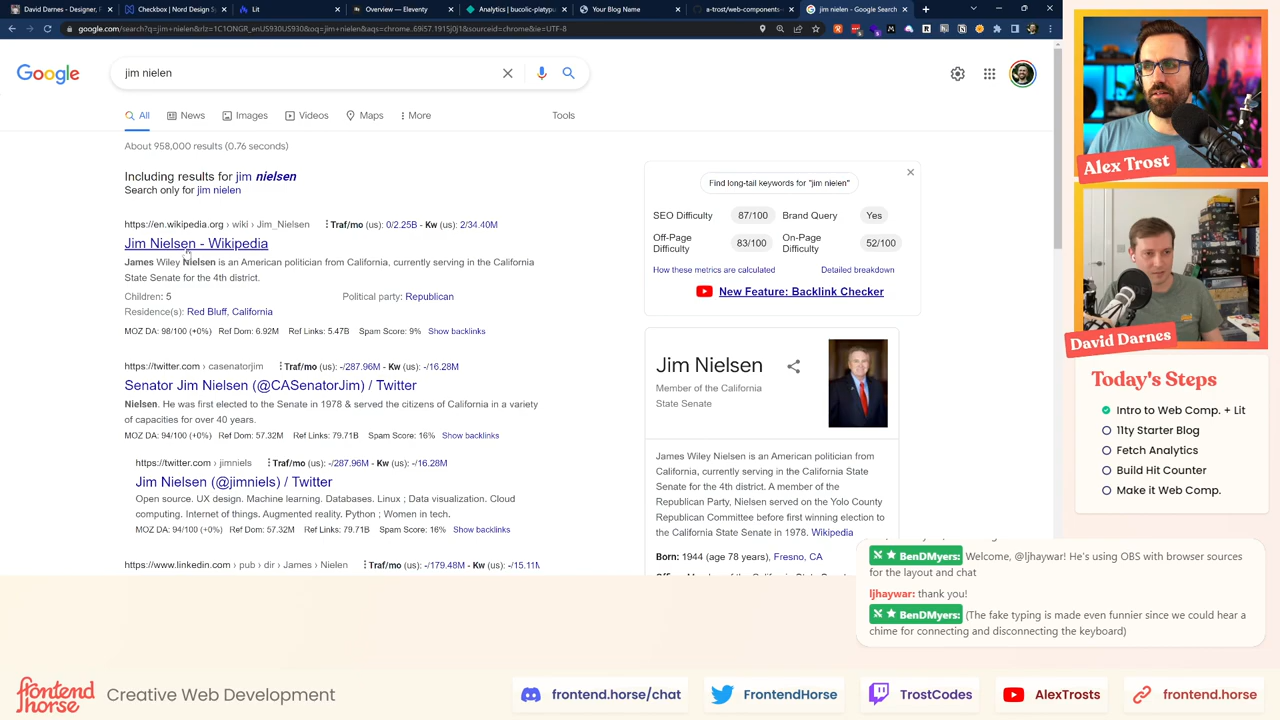 David Darnes - Designer, F
Checkbox | Nord Design S
Lit
Overview — Eleventy
Analytics | bucolic-platyp
Your Blog Name
a-trost/web-components-
jim nielen - Google Search
google.com/search?q=jim+nielen&rlz=1C1ONGR_enUS930US930&oq=jim+nielen&aqs=chrome..69i57.1915j0j1&sourceid=chrome&ie=UTF-8
Google
jim nielen
All
News
Images
Videos
Maps
More
Tools
About 958,000 results (0.76 seconds)
Including results for jim nielsen
Search only for jim nielen
https://en.wikipedia.org › wiki › Jim_Nielsen
Traf/mo (us): 0/2.25B - Kw (us): 2/34.40M
Jim Nielsen - Wikipedia
James Wiley Nielsen is an American politician from California, currently serving in the California
State Senate for the 4th district.
Children: 5
Political party: Republican
Residence(s): Red Bluff, California
MOZ DA: 98/100 (+0%) Ref Dom: 6.92M Ref Links: 5.47B Spam Score: 9% Show backlinks
https://twitter.com › casenatorjim
Traf/mo (us): -/287.96M - Kw (us): -/16.28M
Senator Jim Nielsen (@CASenatorJim) / Twitter
Nielsen. He was first elected to the Senate in 1978 & served the citizens of California in a variety
of capacities for over 40 years.
MOZ DA: 94/100 (+0%) Ref Dom: 57.32M Ref Links: 79.71B Spam Score: 16% Show backlinks
https://twitter.com › jimniels
Traf/mo (us): -/287.96M - Kw (us): -/16.28M
Jim Nielsen (@jimniels) / Twitter
Open source. UX design. Machine learning. Databases. Linux ; Data visualization. Cloud
computing. Internet of things. Augmented reality. Python ; Women in tech.
MOZ DA: 94/100 (+0%) Ref Dom: 57.32M Ref Links: 79.71B Spam Score: 16% Show backlinks
https://www.linkedin.com › pub › dir › James › Nielen
Traf/mo (us): -/179.48M - Kw (us): -/15.11M
Find long-tail keywords for "jim nielen"
SEO Difficulty 87/100 Brand Query Yes
Off-Page Difficulty 83/100 On-Page Difficulty 52/100
How these metrics are calculated
Detailed breakdown
New Feature: Backlink Checker
Jim Nielsen
Member of the California
State Senate
James Wiley Nielsen is an American politician from
California, currently serving in the California State
Senate for the 4th district. A member of the
Republican Party, Nielsen served on the Yolo County
Republican Committee before first winning election to
the California State Senate in 1978. Wikipedia
Born: 1944 (age 78 years), Fresno, CA
Alex Trost
David Darnes
Today's Steps
Intro to Web Comp. + Lit
11ty Starter Blog
Fetch Analytics
Build Hit Counter
Make it Web Comp.
BenDMyers: Welcome, @ljhaywar! He's using OBS with browser sources
for the layout and chat
ljhaywar: thank you!
BenDMyers: (The fake typing is made even funnier since we could hear a
chime for connecting and disconnecting the keyboard)
frontend
horse
Creative Web Development
frontend.horse/chat
FrontendHorse
TrostCodes
AlexTrosts
frontend.horse